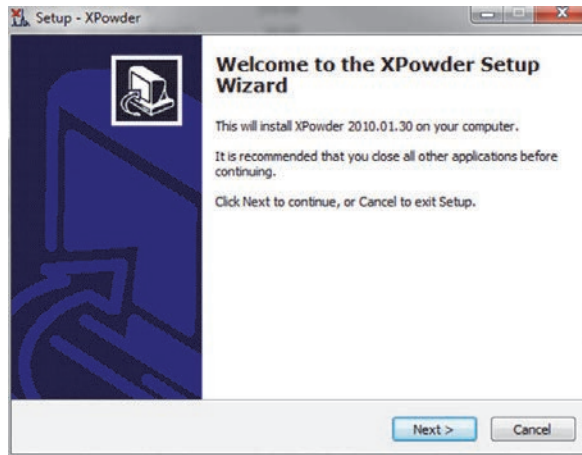 Setup - XPowder
Welcome to the XPowder Setup
Wizard
This will install XPowder 2010.01.30 on your computer.
It is recommended that you close all other applications before
continuing.
Click Next to continue, or Cancel to exit Setup.
Next >
Cancel